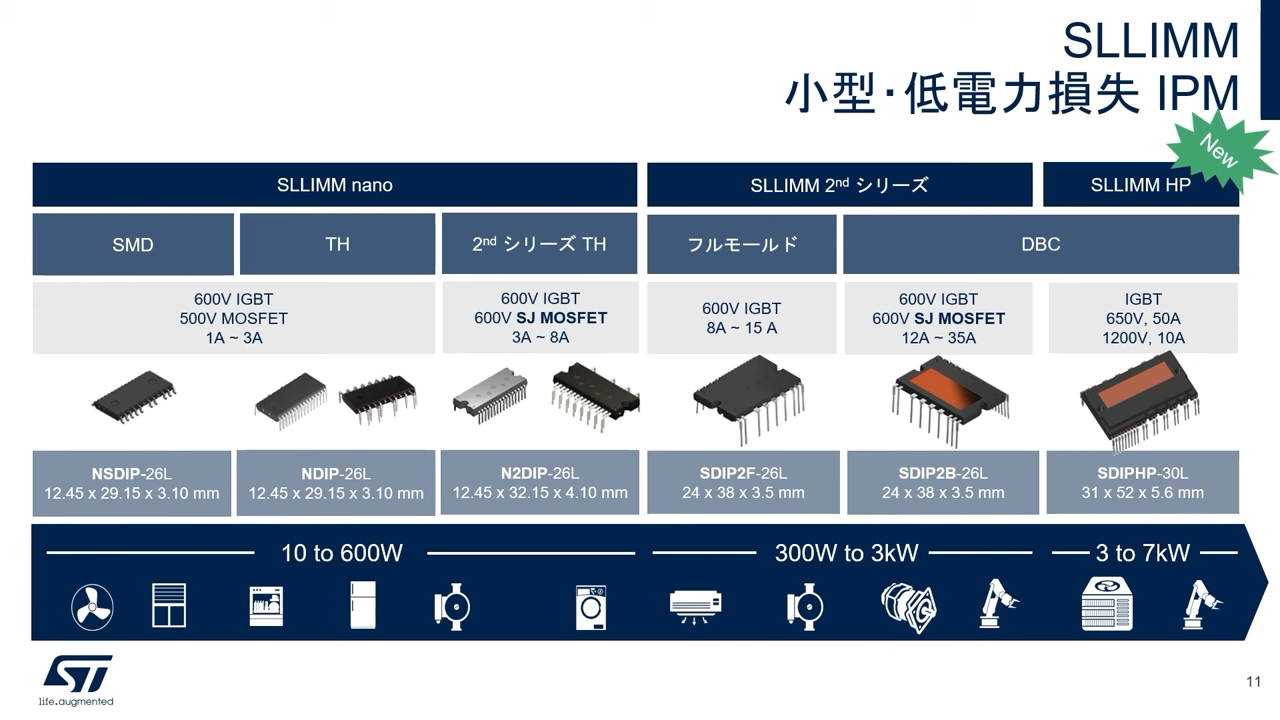 SLLIMM
小型・低電力損失 IPM
New
SLLIMM nano
SLLIMM 2nd シリーズ
SLLIMM HP
SMD
TH
2nd シリーズ TH
フルモールド
DBC
600V IGBT
500V MOSFET
1A ~ 3A
600V IGBT
600V SJ MOSFET
3A ~ 8A
600V IGBT
8A ~ 15 A
600V IGBT
600V SJ MOSFET
12A ~ 35A
IGBT
650V, 50A
1200V, 10A
NSDIP-26L
12.45 x 29.15 x 3.10 mm
NDIP-26L
12.45 x 29.15 x 3.10 mm
N2DIP-26L
12.45 x 32.15 x 4.10 mm
SDIP2F-26L
24 x 38 x 3.5 mm
SDIP2B-26L
24 x 38 x 3.5 mm
SDIPHP-30L
31 x 52 x 5.6 mm
10 to 600W
300W to 3kW
3 to 7kW
ST
life.augmented
11